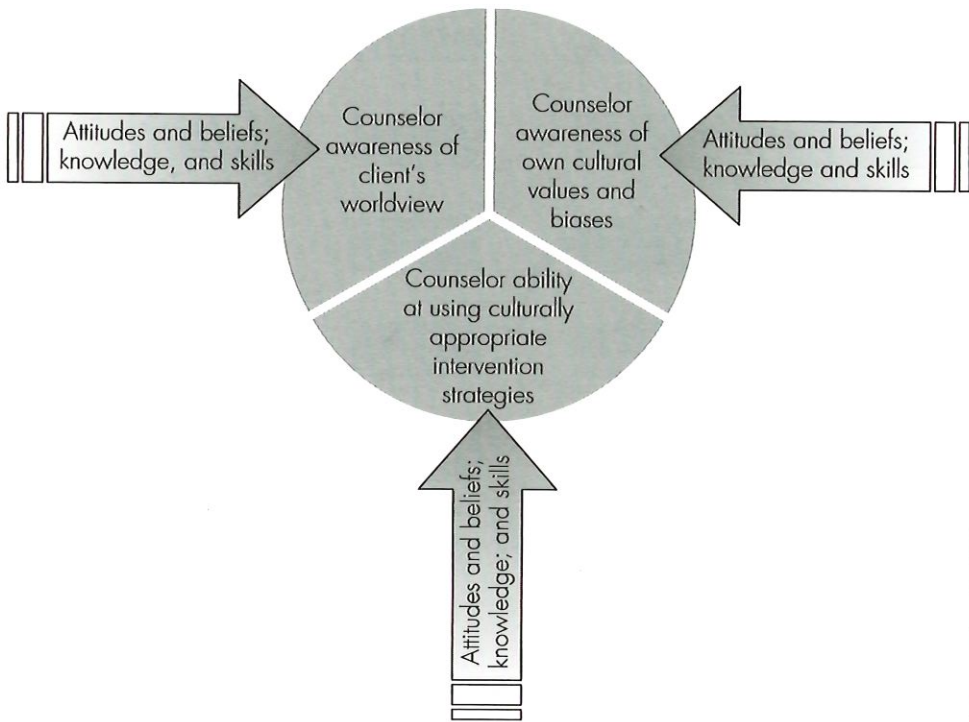 Attitudes and beliefs;
knowledge, and skills
Counselor
awareness of
client's
worldview
Counselor
awareness of
own cultural
values and
biases
Attitudes and beliefs;
knowledge and skills
Counselor ability
at using culturally
appropriate
intervention
strategies
Attitudes and beliefs;
knowledge; and skills